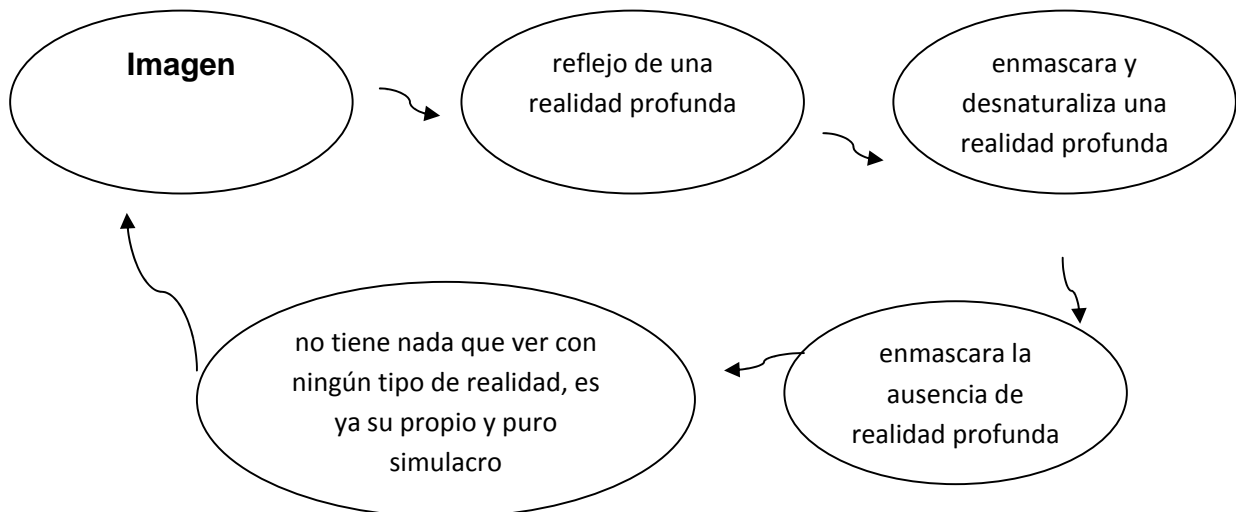 Imagen
reflejo de una
realidad profunda
enmascara y
desnaturaliza una
realidad profunda
enmascara la
ausencia de
realidad profunda
no tiene nada que ver con
ningún tipo de realidad, es
ya su propio y puro
simulacro